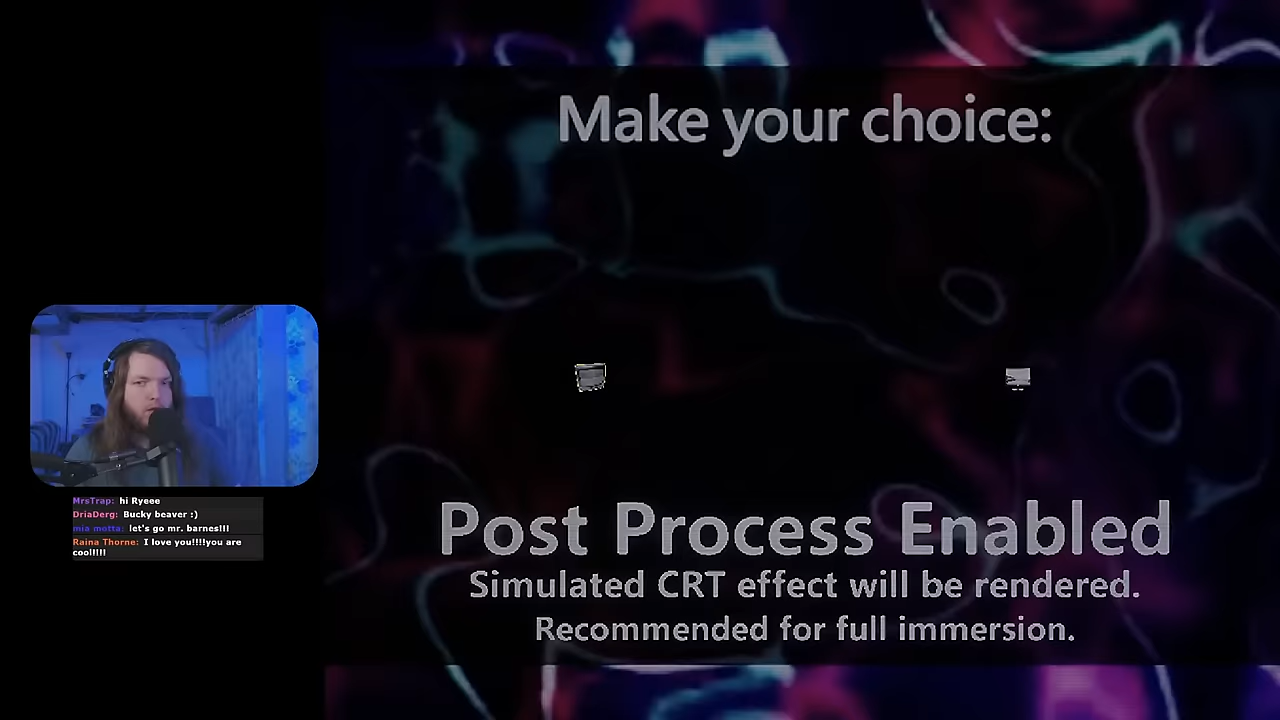 Make your choice:
MrsTrap: hi Ryeee
DriaDerg: Bucky beaver :)
mia motta: let's go mr. barnes!!!
Raina Thorne: I love you!!!!you are
cool!!!!
Post Process Enabled
Simulated CRT effect will be rendered.
Recommended for full immersion.